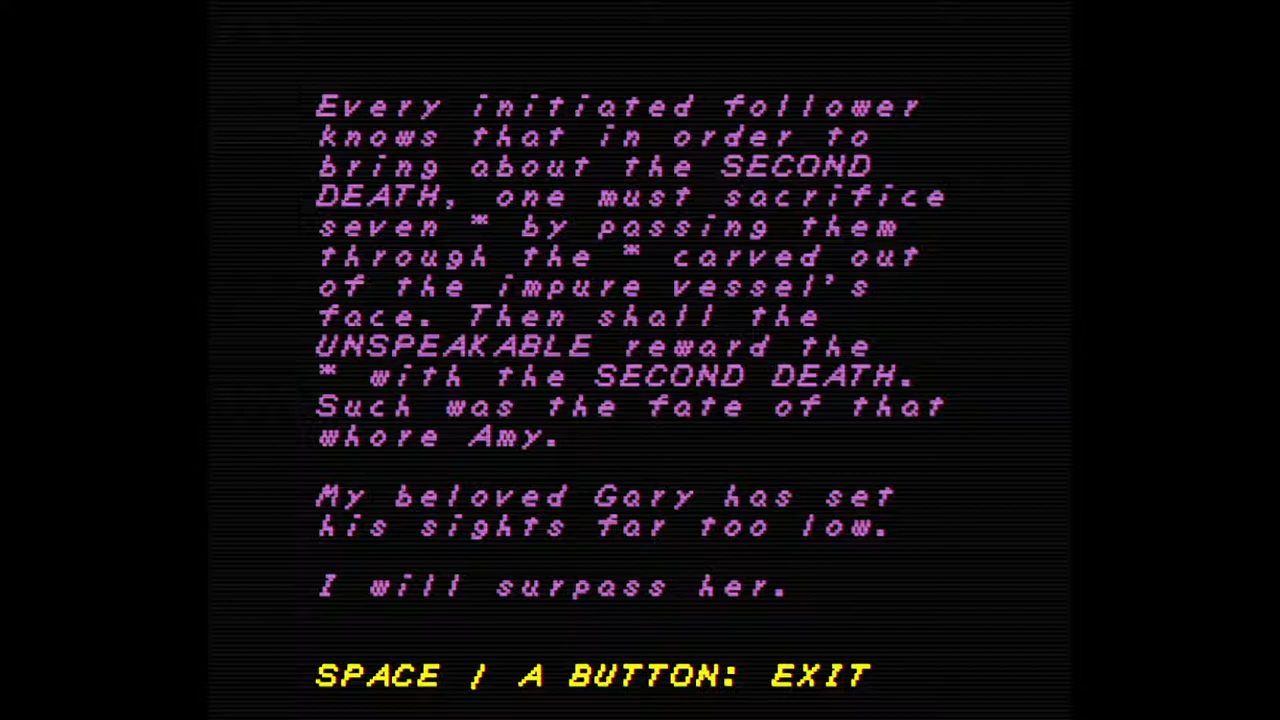 Every initiated follower
knows that in order to
bring about the SECOND
DEATH, one must sacrifice
seven * by passing them
through the * carved out
of the impure vessel's
face. Then shall the
UNSPEAKABLE reward the
* with the SECOND DEATH.
Such was the fate of that
whore Amy.
My beloved Gary has set
his sights far too low.
I will surpass her.
SPACE / A BUTTON: EXIT